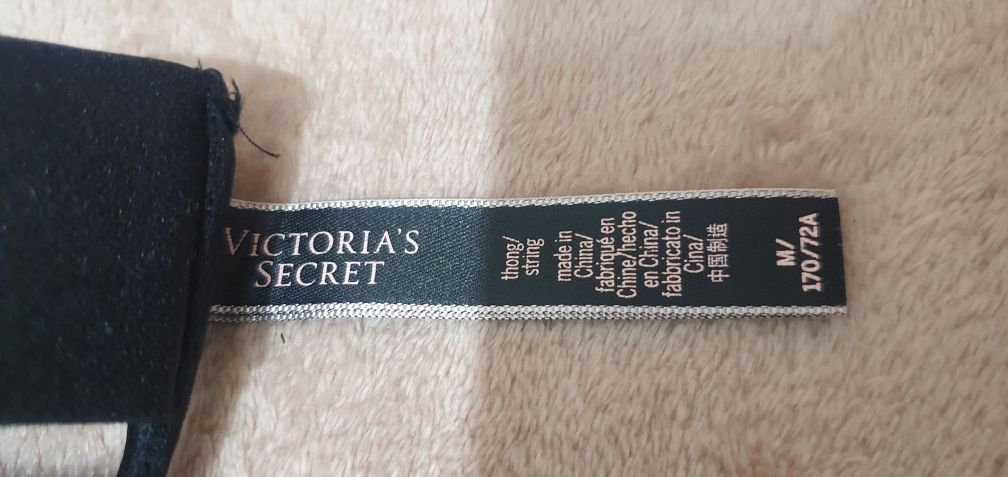 VICTORIA'S
SECRET
thong/
string
made in
China/
fabriqué en
Chine/hecho
en China/
fabbricato in
Cina/
中国制造
M/
170/72A